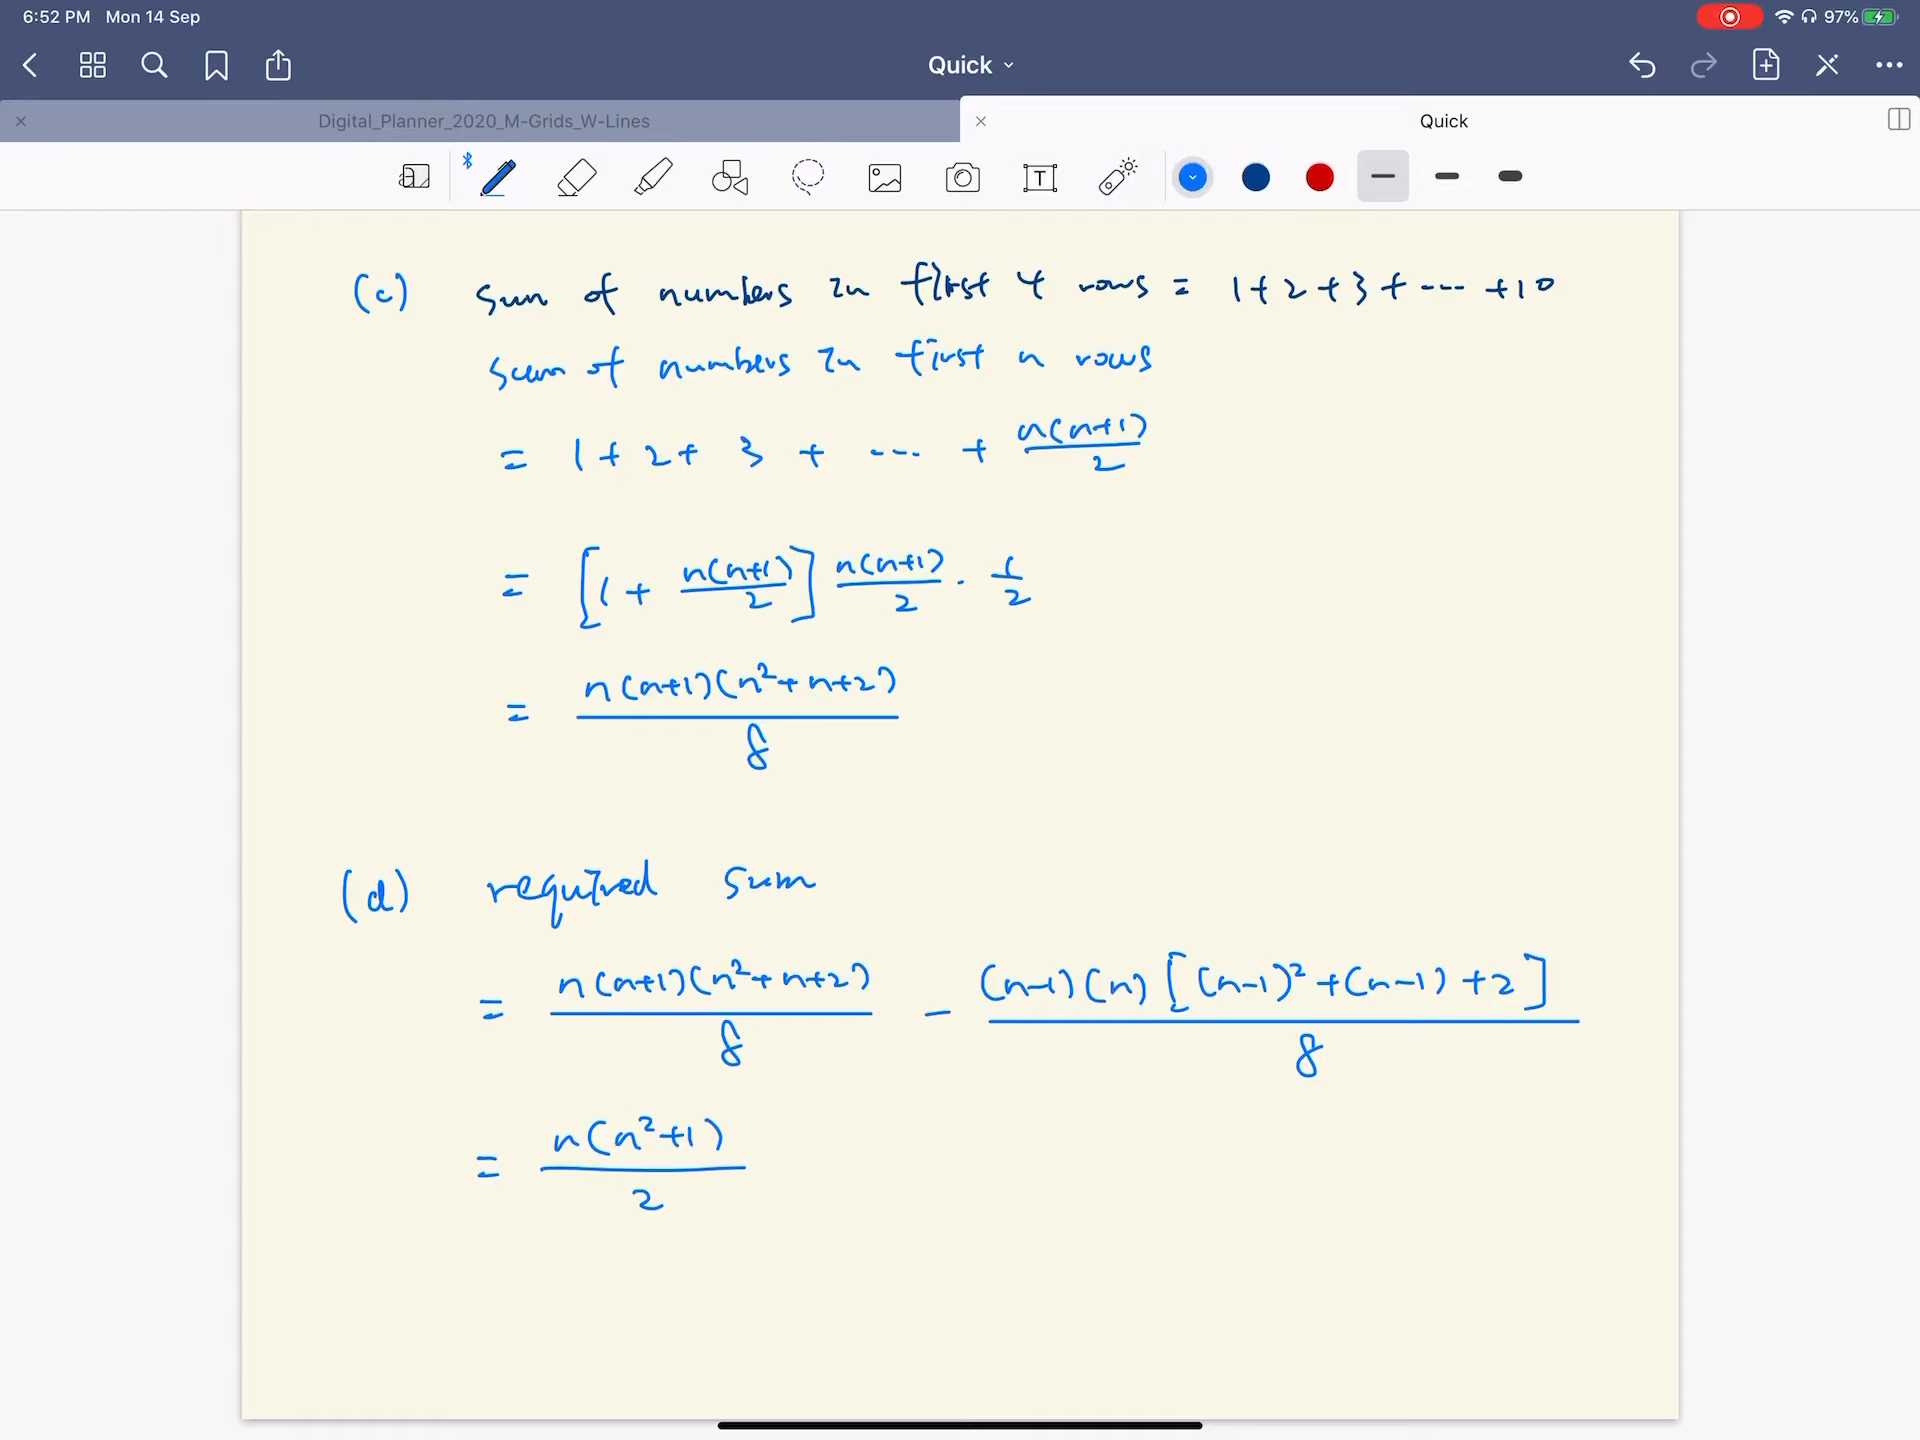 6:52 PM Mon 14 Sep 97%
Quick
Digital_Planner_2020_M-Grids_W-Lines Quick
(c) Sum of numbers in first 4 rows = 1+2+3+ --- +10
Sum of numbers in first n rows
= 1+2+3+ --- + n(n+1)/2
= [1 + n(n+1)/2] n(n+1)/2 · 1/2
= n(n+1)(n²+n+2)/8
(d) required sum
= n(n+1)(n²+n+2)/8 - (n-1)(n)[(n-1)²+(n-1)+2]/8
= n(n²+1)/2